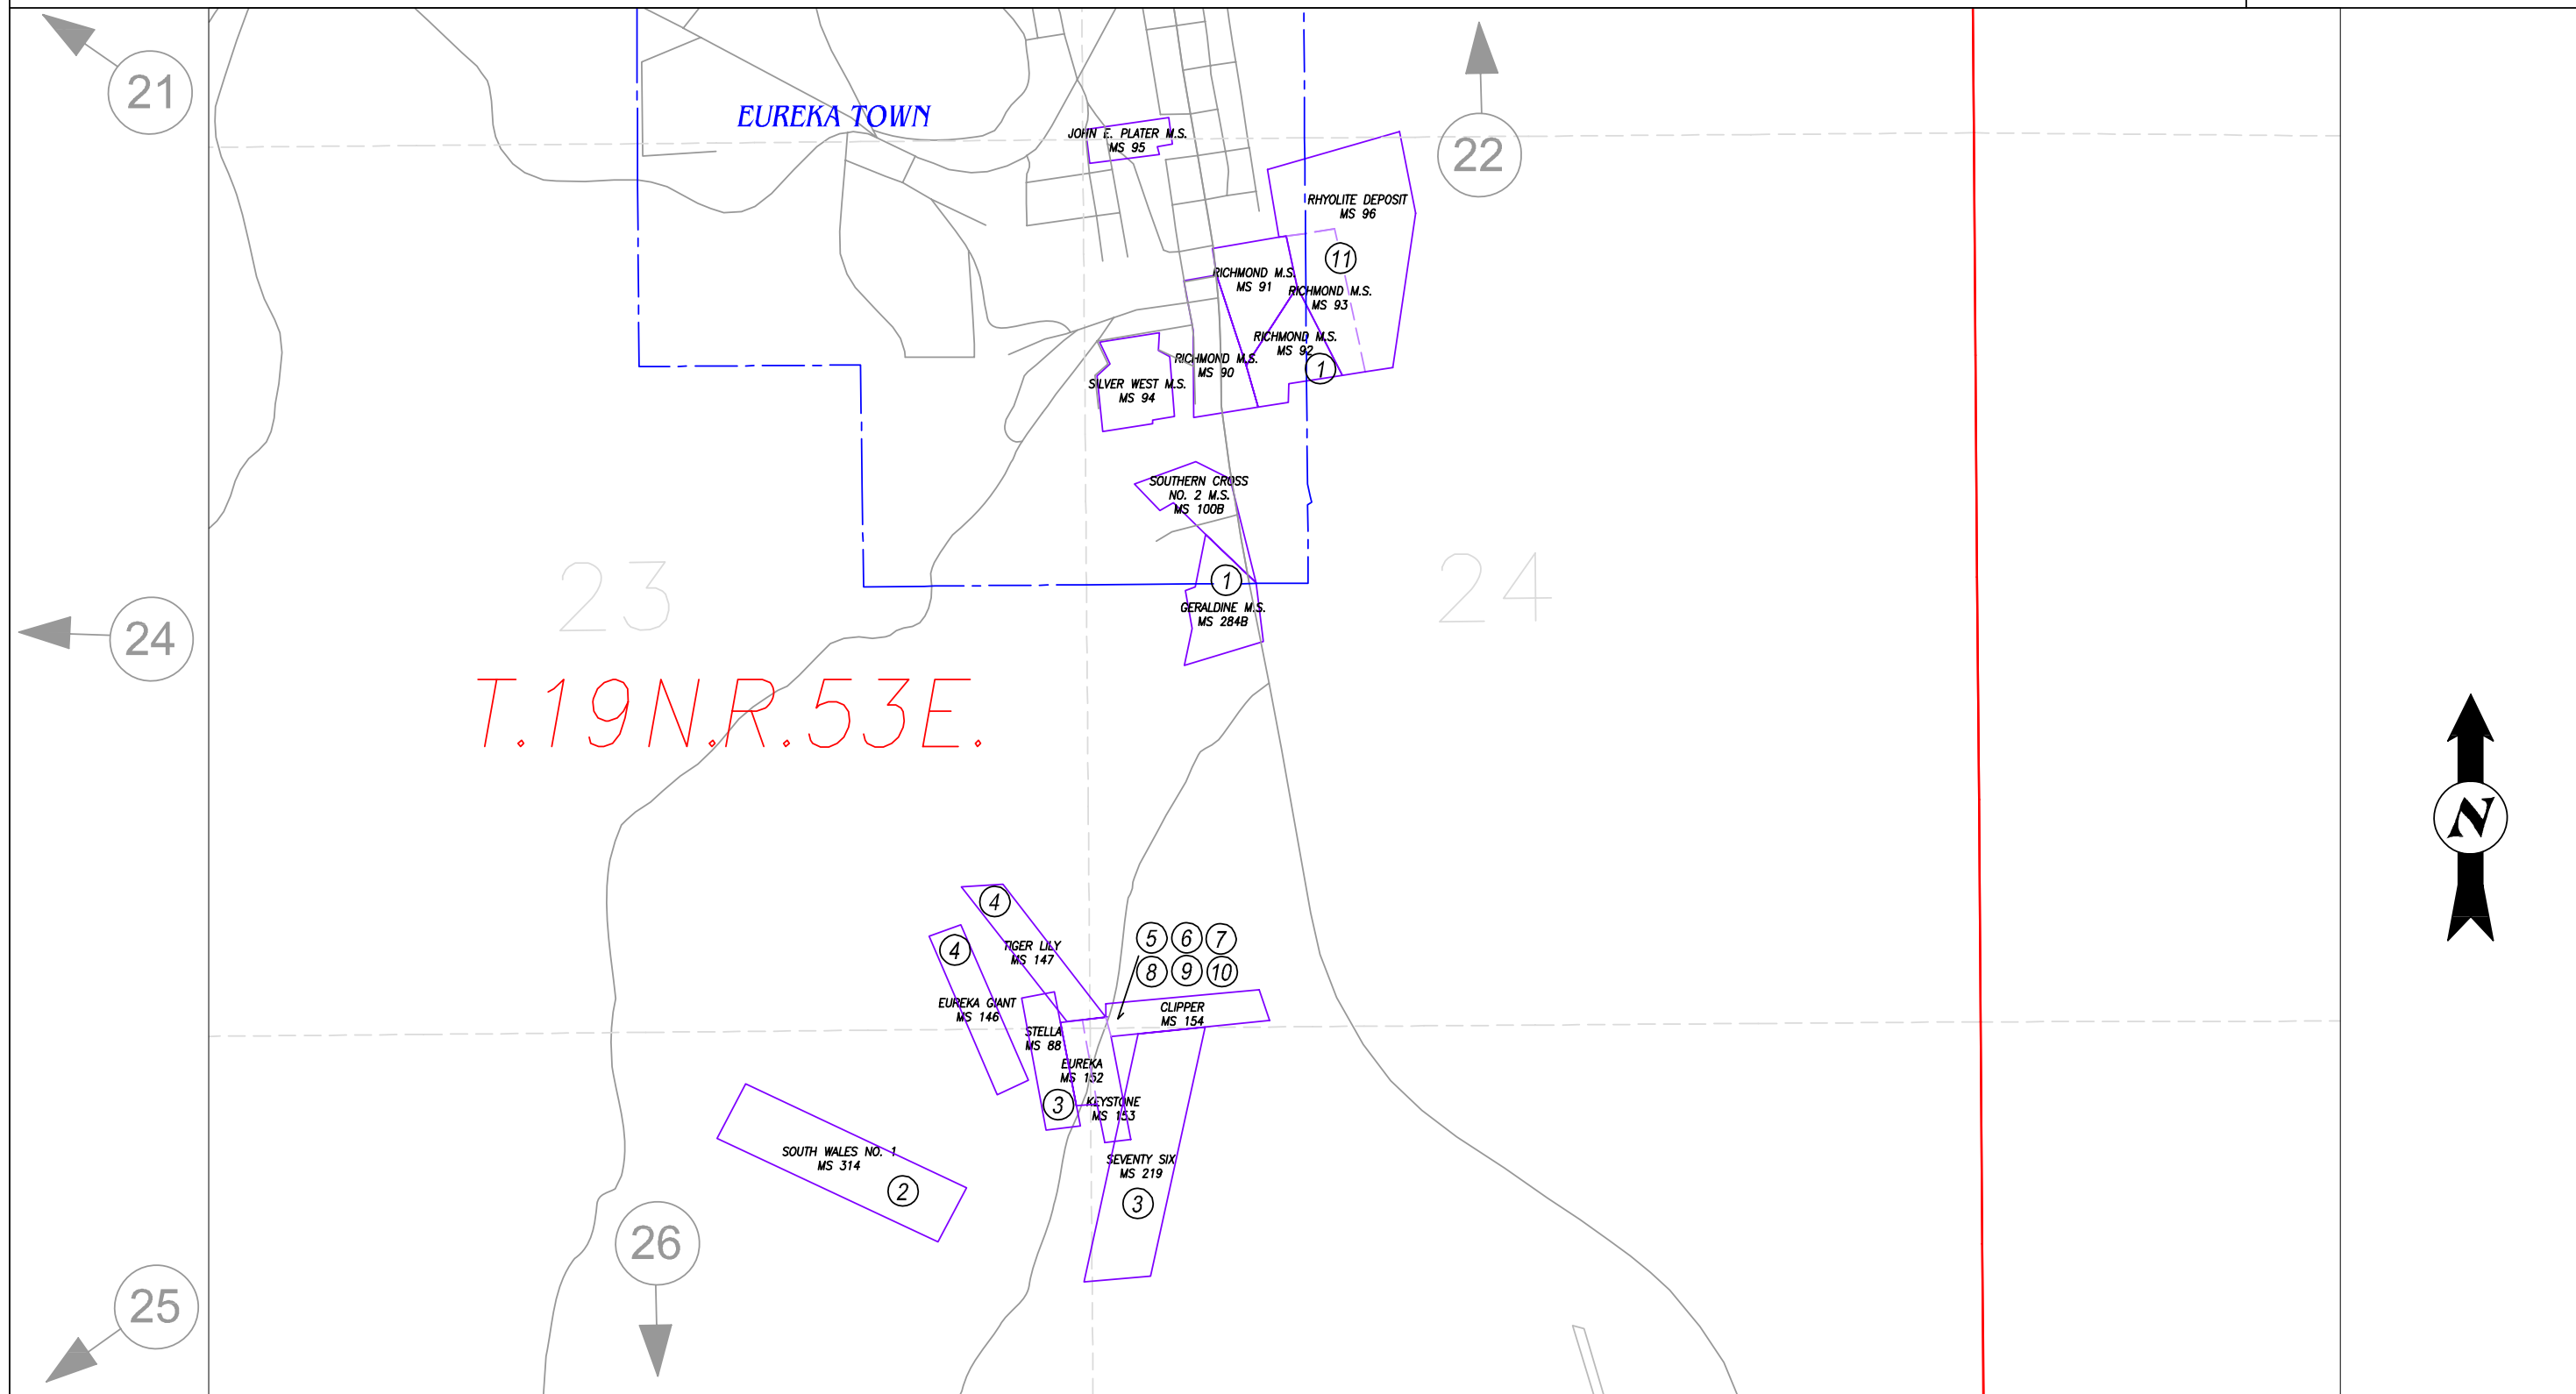 21
EUREKA TOWN
JOHN E. PLATER M.S.
MS 95
22
RHYOLITE DEPOSIT
MS 96
11
RICHMOND M.S.
MS 91
RICHMOND M.S.
MS 93
RICHMOND M.S.
MS 92
1
RICHMOND M.S.
MS 90
SILVER WEST M.S.
MS 94
SOUTHERN CROSS
NO. 2 M.S.
MS 100B
1
GERALDINE M.S.
MS 284B
23
24
24
T.19N.R.53E.
N
4
TIGER LILY
MS 147
4
EUREKA GIANT
MS 146
5 6 7
8 9 10
CLIPPER
MS 154
STELLA
MS 88
EUREKA
MS 152
3
KEYSTONE
MS 153
SOUTH WALES NO. 1
MS 314
2
SEVENTY SIX
MS 219
3
26
25